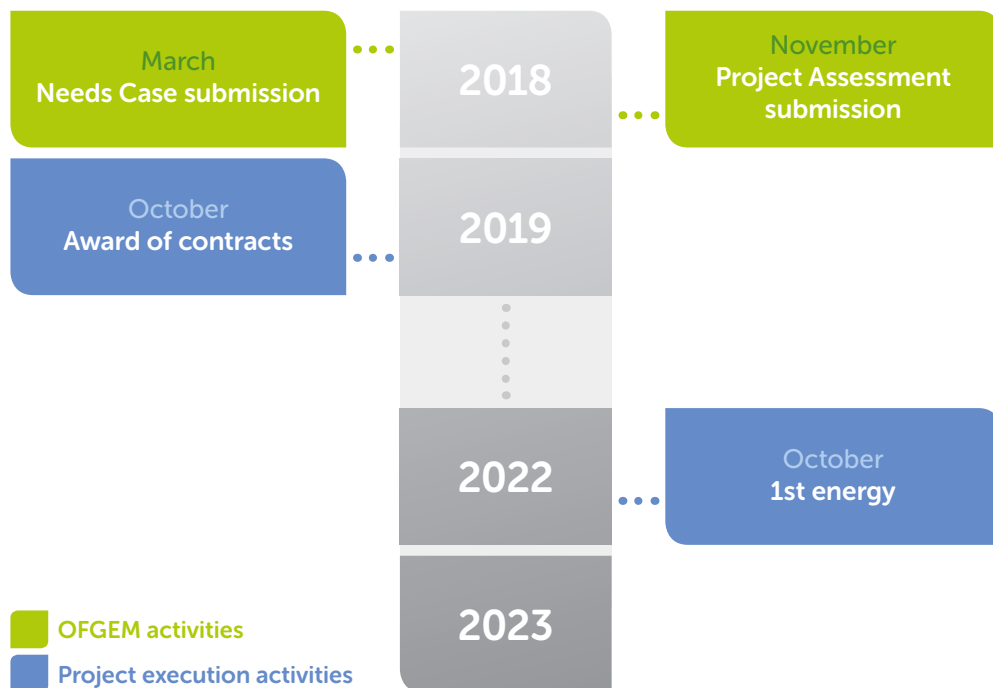 March
Needs Case submission
2018
November
Project Assessment
submission
October
Award of contracts
2019
2022
October
1st energy
2023
OFGEM activities
Project execution activities